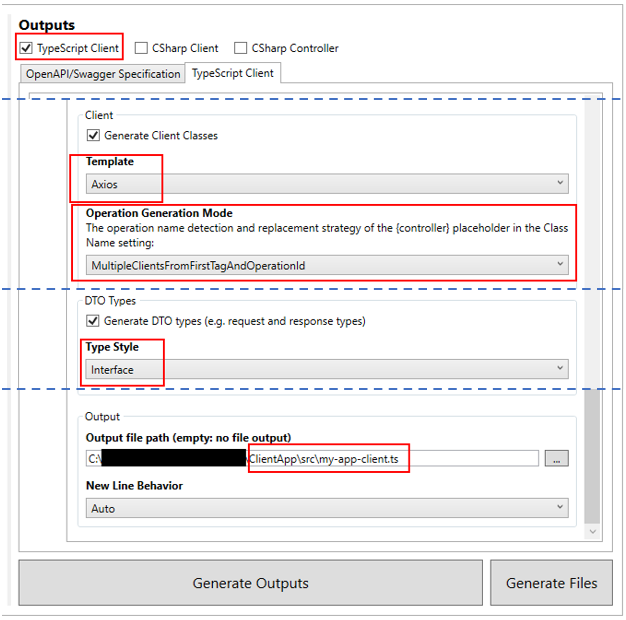 Outputs
TypeScript Client
CSharp Client
CSharp Controller
OpenAPI/Swagger Specification
TypeScript Client
Client
Generate Client Classes
Template
Axios
Operation Generation Mode
The operation name detection and replacement strategy of the {controller} placeholder in the Class
Name setting:
MultipleClientsFromFirstTagAndOperationId
DTO Types
Generate DTO types (e.g. request and response types)
Type Style
Interface
Output
Output file path (empty: no file output)
C:\ \ClientApp\src\my-app-client.ts
...
New Line Behavior
Auto
Generate Outputs
Generate Files